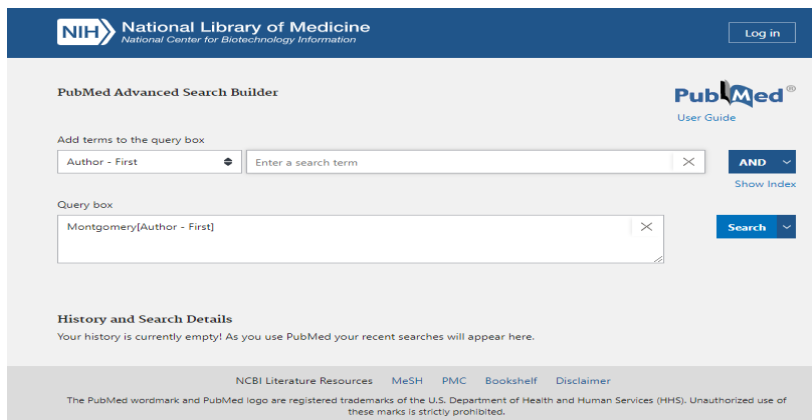 NIH National Library of Medicine
National Center for Biotechnology Information
Log in
PubMed Advanced Search Builder
PubMed®
User Guide
Add terms to the query box
Author - First
Enter a search term
AND
Show Index
Query box
Montgomery[Author - First]
Search
History and Search Details
Your history is currently empty! As you use PubMed your recent searches will appear here.
NCBI Literature Resources MeSH PMC Bookshelf Disclaimer
The PubMed wordmark and PubMed logo are registered trademarks of the U.S. Department of Health and Human Services (HHS). Unauthorized use of
these marks is strictly prohibited.